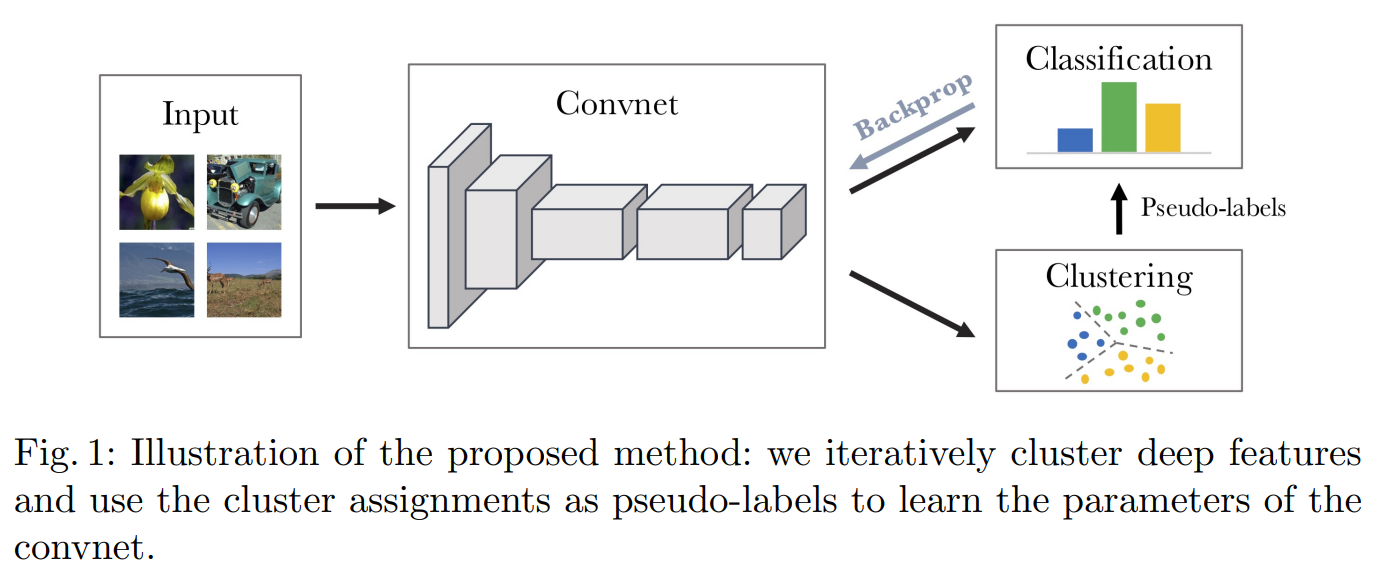 Input
Convnet
Backprop
Classification
Pseudo-labels
Clustering
Fig. 1: Illustration of the proposed method: we iteratively cluster deep features
and use the cluster assignments as pseudo-labels to learn the parameters of the
convnet.